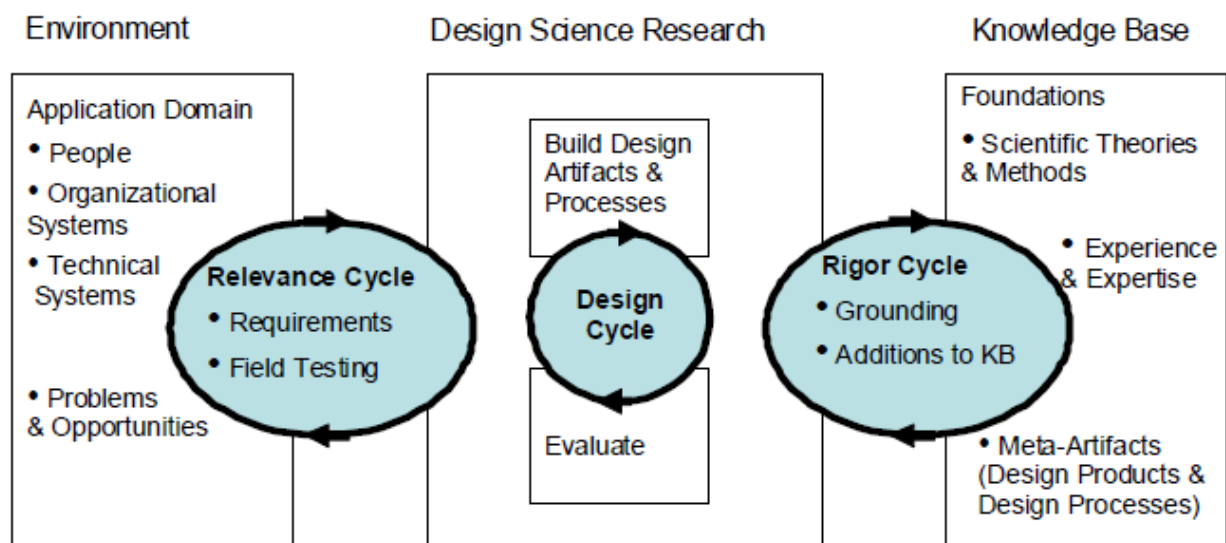 Environment
Design Science Research
Knowledge Base
Application Domain
• People
• Organizational
Systems
• Technical
Systems
• Problems
& Opportunities
Relevance Cycle
• Requirements
• Field Testing
Build Design
Artifacts &
Processes
Design
Cycle
Evaluate
Rigor Cycle
• Grounding
• Additions to KB
Foundations
• Scientific Theories
& Methods
• Experience
& Expertise
• Meta-Artifacts
(Design Products &
Design Processes)